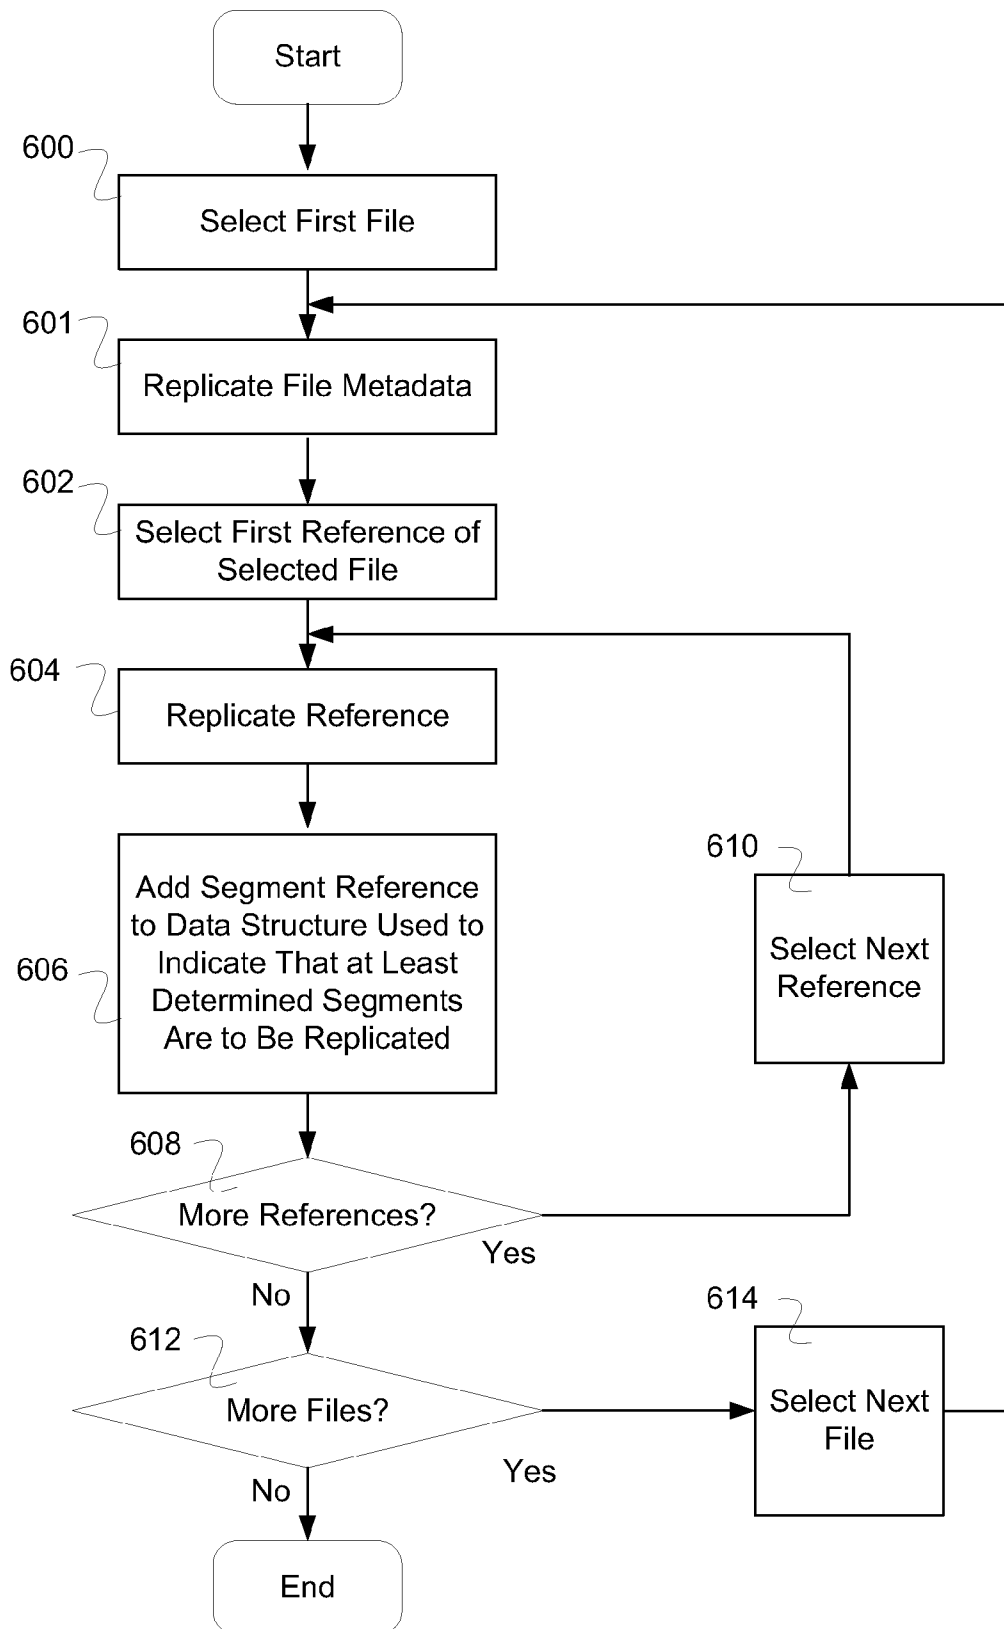 Start
600
Select First File
601
Replicate File Metadata
602
Select First Reference of
Selected File
604
Replicate Reference
606
Add Segment Reference
to Data Structure Used to
Indicate That at Least
Determined Segments
Are to Be Replicated
610
Select Next
Reference
608
More References?
Yes
No
612
More Files?
Yes
No
614
Select Next
File
End